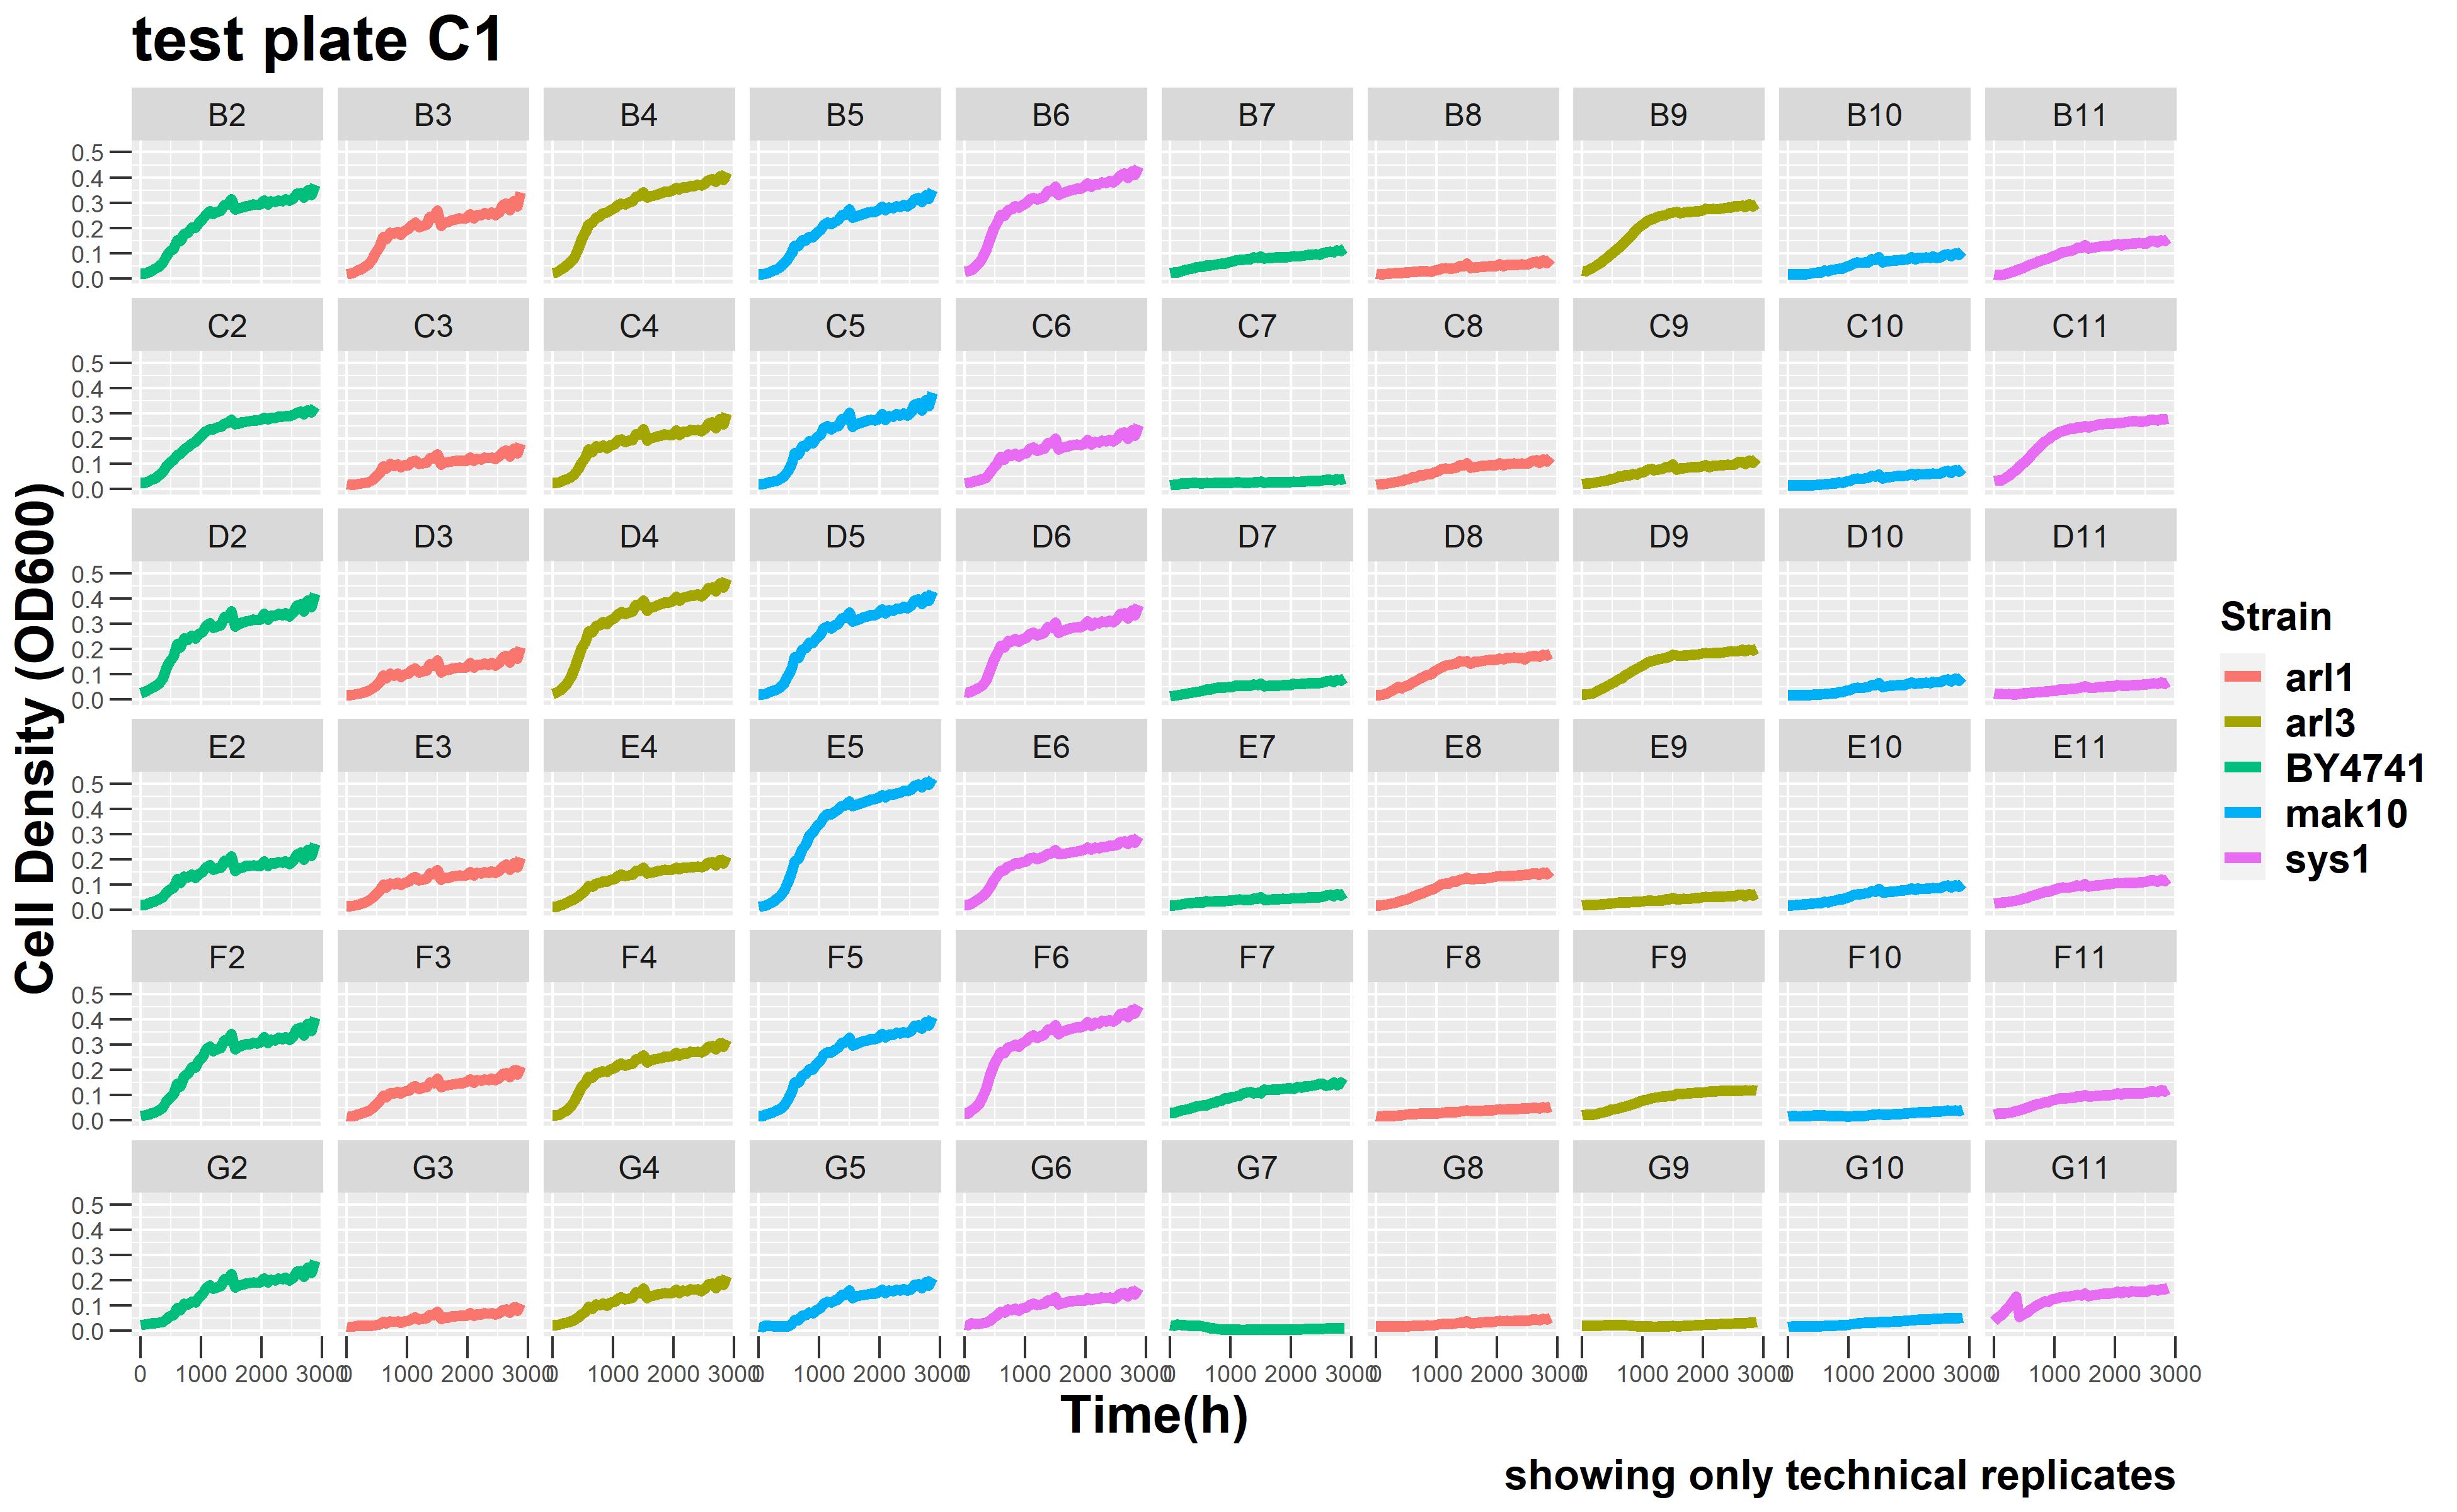 test plate C1
B2 B3 B4 B5 B6 B7 B8 B9 B10 B11
0.5
0.4
0.3
0.2
0.1
0.0
C2 C3 C4 C5 C6 C7 C8 C9 C10 C11
0.5
0.4
0.3
0.2
0.1
0.0
D2 D3 D4 D5 D6 D7 D8 D9 D10 D11
0.5
0.4
0.3
0.2
0.1
0.0
E2 E3 E4 E5 E6 E7 E8 E9 E10 E11
0.5
0.4
0.3
0.2
0.1
0.0
F2 F3 F4 F5 F6 F7 F8 F9 F10 F11
0.5
0.4
0.3
0.2
0.1
0.0
G2 G3 G4 G5 G6 G7 G8 G9 G10 G11
0.5
0.4
0.3
0.2
0.1
0.0
0 1000 2000 3000 0 1000 2000 3000 0 1000 2000 3000 0 1000 2000 3000 0 1000 2000 3000 0 1000 2000 3000 0 1000 2000 3000 0 1000 2000 3000 0 1000 2000 3000 0 1000 2000 3000
Cell Density (OD600)
Time(h)
Strain
arl1
arl3
BY4741
mak10
sys1
showing only technical replicates